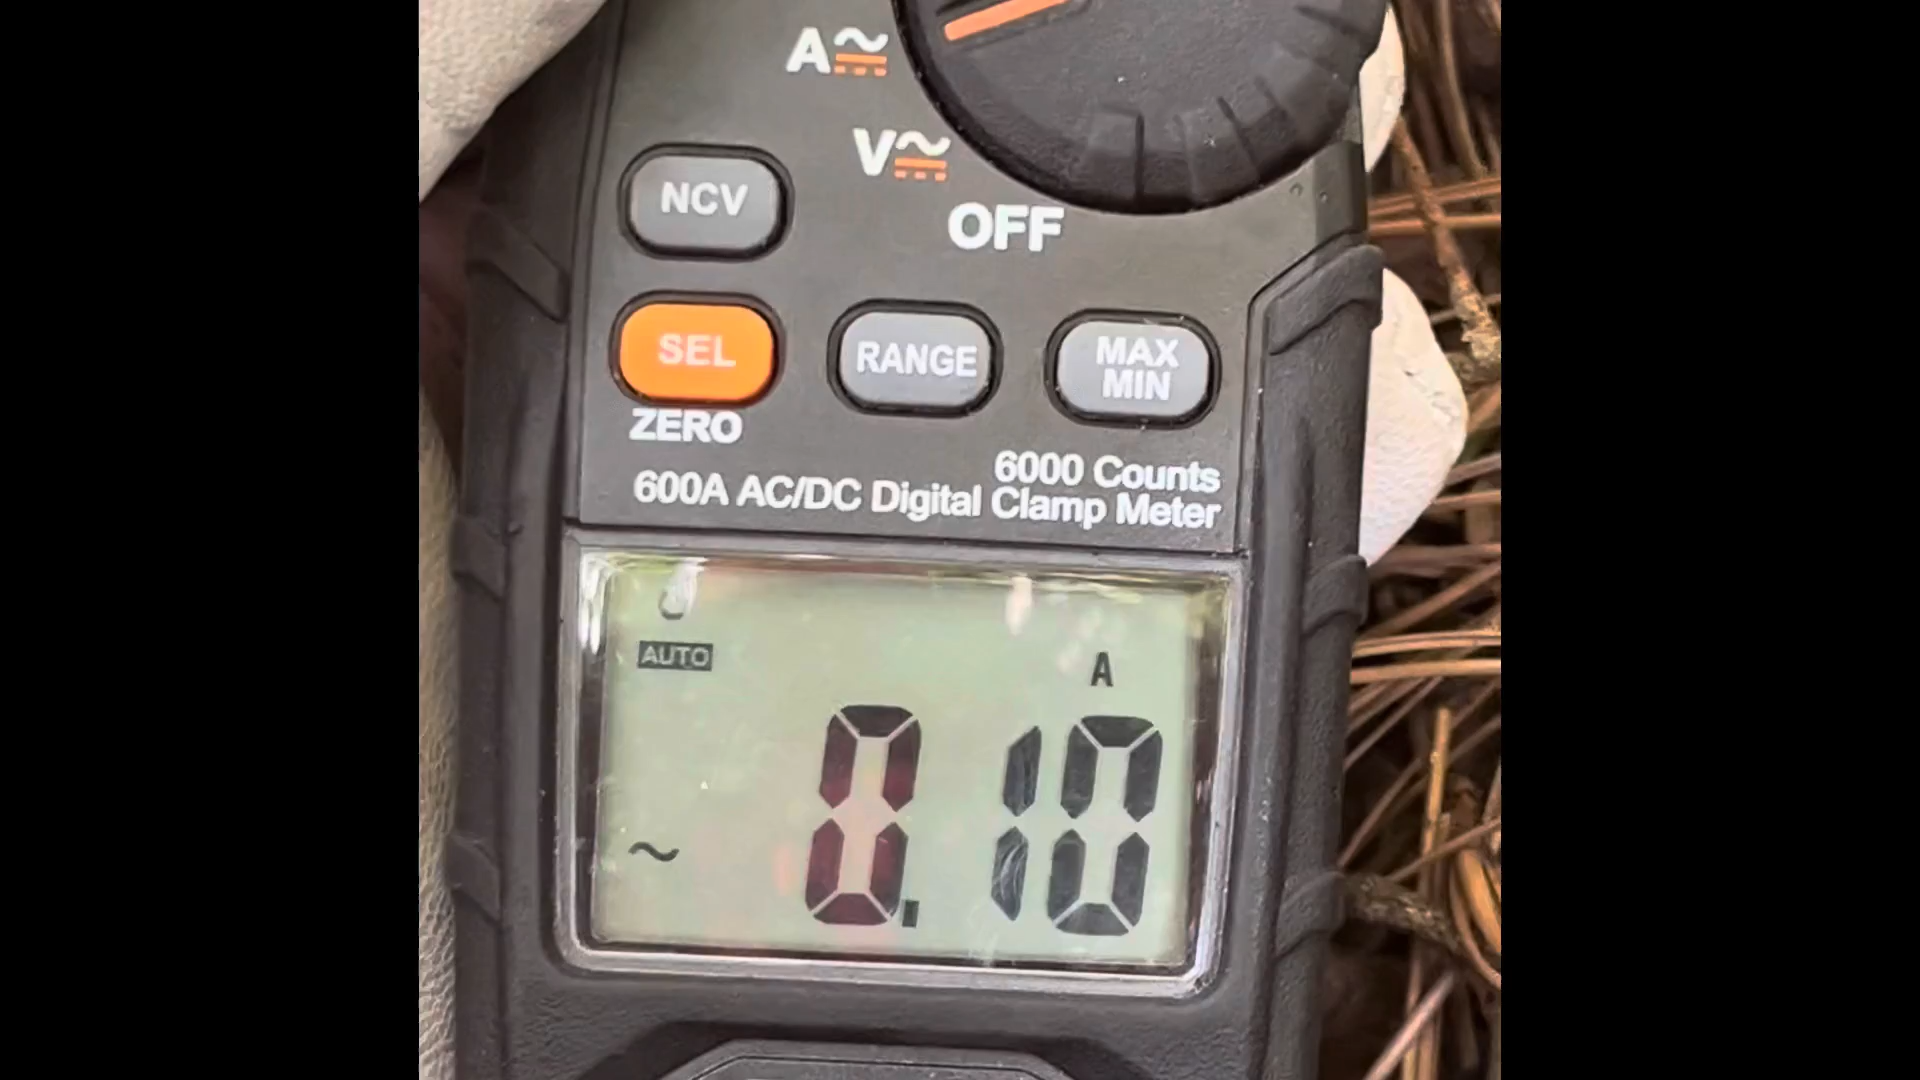 A
V
NCV
OFF
SEL
RANGE
MAX
MIN
ZERO
6000 Counts
600A AC/DC Digital Clamp Meter
AUTO
A
~
0.10